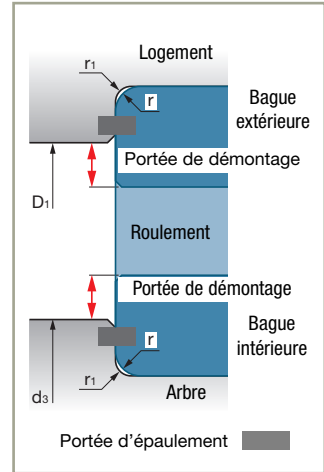 Logement
r1
r
Bague
extérieure
Portée de démontage
D1
Roulement
Portée de démontage
Bague
intérieure
r
d3
r1
Arbre
Portée d'épaulement